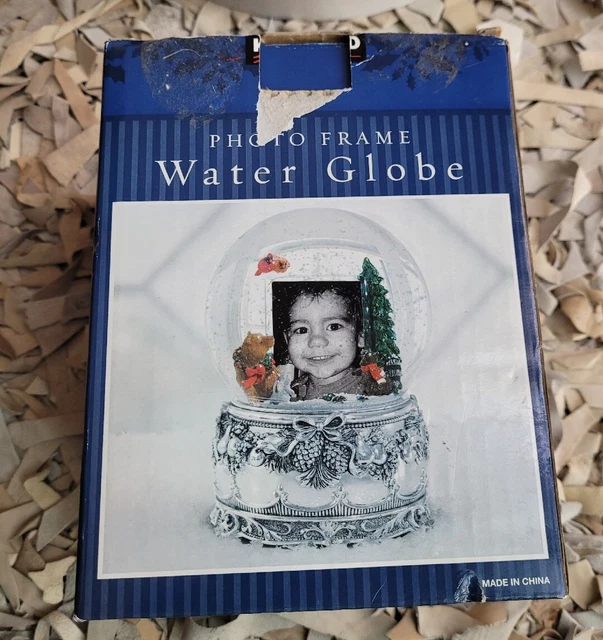 PHOTO FRAME
Water Globe
MADE IN CHINA